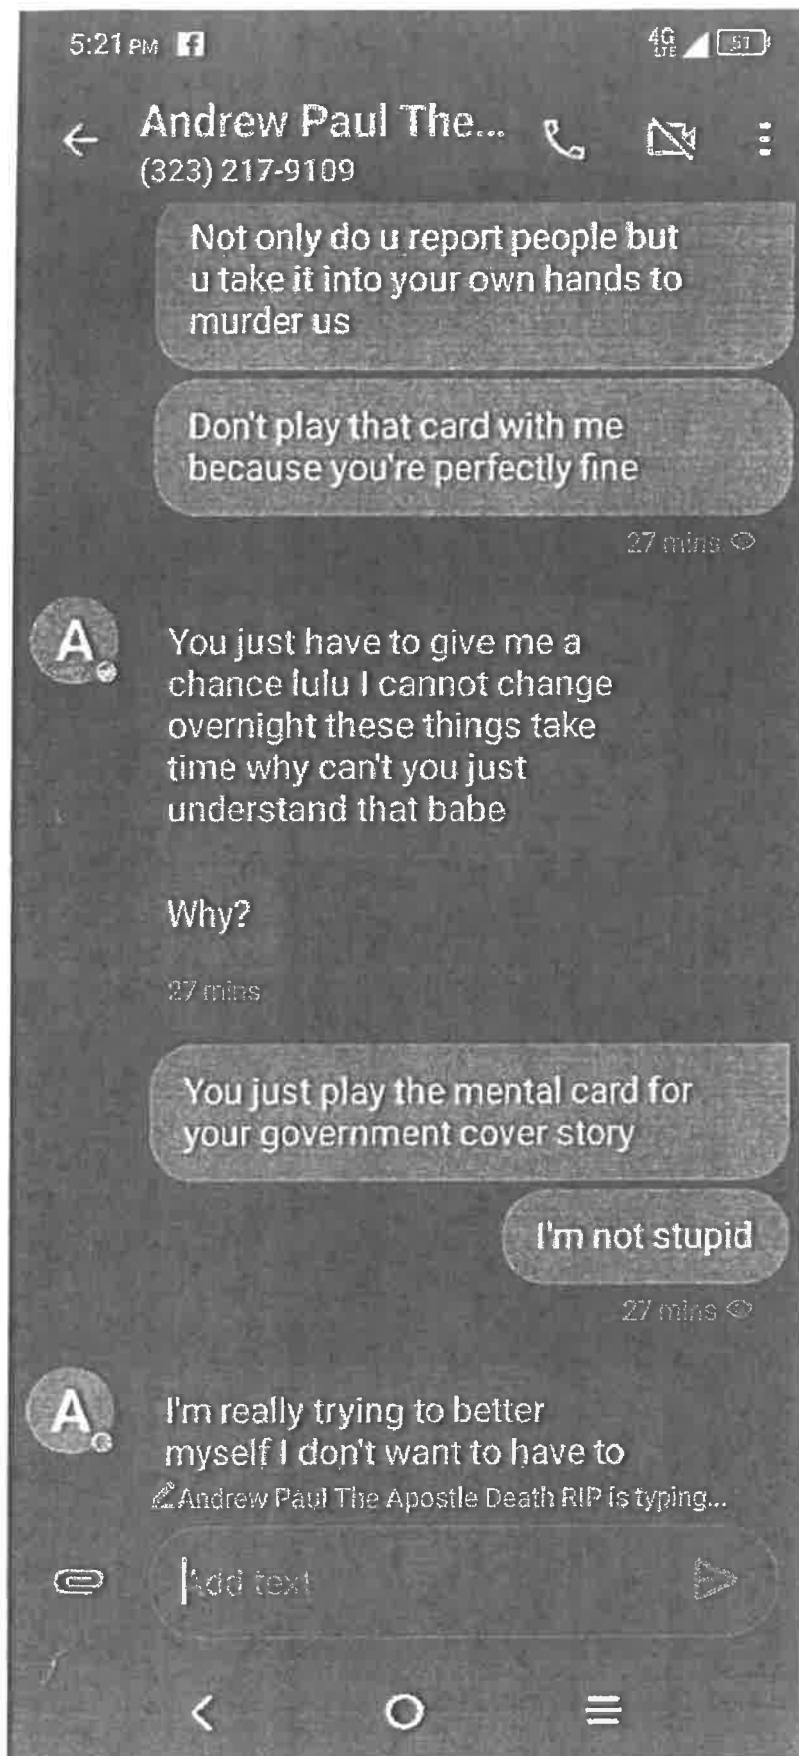 5:21 PM
4G
LTE
51
Andrew Paul The...
(323) 217-9109
Not only do u report people but
u take it into your own hands to
murder us
Don't play that card with me
because you're perfectly fine
27 mins
A
You just have to give me a
chance lulu I cannot change
overnight these things take
time why can't you just
understand that babe
Why?
27 mins
You just play the mental card for
your government cover story
I'm not stupid
27 mins
A
I'm really trying to better
myself I don't want to have to
Andrew Paul The Apostle Death RIP is typing...
Add text